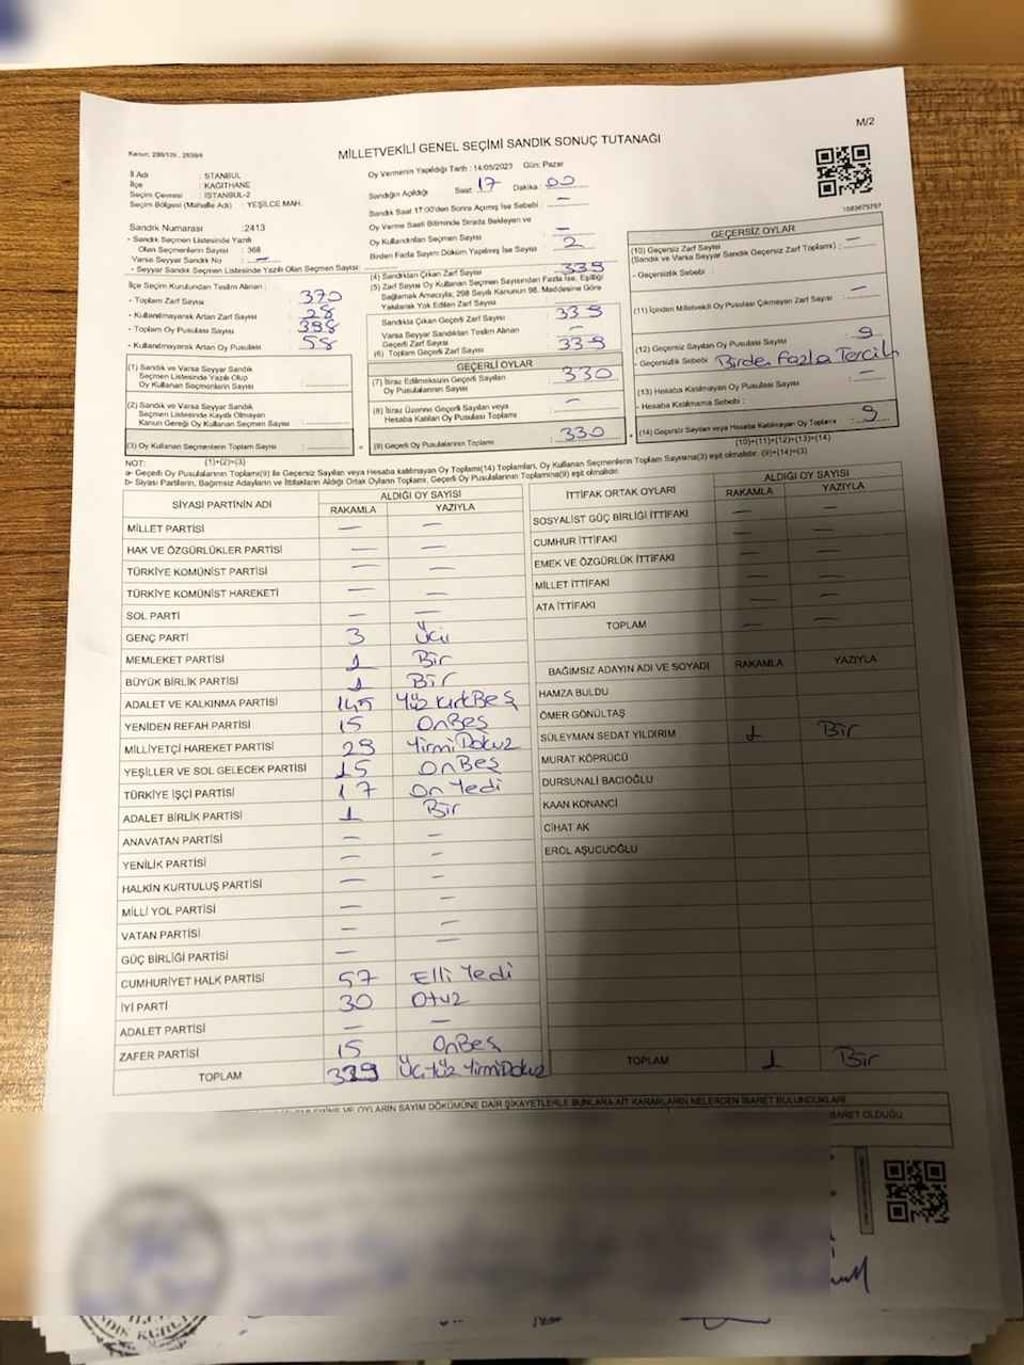 M/2
Kanun: 298/105, 2839/4
MİLLETVEKİLİ GENEL SEÇİMİ SANDIK SONUÇ TUTANAĞI
İl Adı : İSTANBUL
İlçe : KAĞITHANE
Seçim Çevresi : İSTANBUL-2
Seçim Bölgesi (Mahalle Adı) : YEŞİLCE MAH.
Oy Vermenin Yapıldığı Tarih : 14/05/2023 Gün: Pazar
Sandığın Açıldığı Saat : 17 Dakika : 00
Sandık Saat 17:00'den Sonra Açılmış İse Sebebi : —
Oy Verme Saati Bitiminde Sırada Bekleyen ve
Oy Kullandırılan Seçmen Sayısı : —
Birden Fazla Sayım Döküm Yapılmış İse Sayısı : 2
Sandık Numarası : 2413
- Sandık Seçmen Listesinde Yazılı
Olan Seçmenlerin Sayısı : 368
Varsa Seyyar Sandık No : —
- Seyyar Sandık Seçmen Listesinde Yazılı Olan Seçmen Sayısı:
İlçe Seçim Kurulundan Teslim Alınan :
- Toplam Zarf Sayısı : 370
- Kullanılmayarak Artan Zarf Sayısı : 28
- Toplam Oy Pusulası Sayısı : 398
- Kullanılmayarak Artan Oy Pusulası : 58
(4) Sandıktan Çıkan Zarf Sayısı : 339
(5) Zarf Sayısı Oy Kullanan Seçmen Sayısından Fazla İse, Eşitliği
Sağlamak Amacıyla; 298 Sayılı Kanunun 98. Maddesine Göre
Yakılarak Yok Edilen Zarf Sayısı :
Sandıkta Çıkan Geçerli Zarf Sayısı : 339
Varsa Seyyar Sandıktan Teslim Alınan
Geçerli Zarf Sayısı : —
(6) Toplam Geçerli Zarf Sayısı : 339
(1) Sandık ve Varsa Seyyar Sandık
Seçmen Listesinde Yazılı Olup
Oy Kullanan Seçmenlerin Sayısı :
(2) Sandık ve Varsa Seyyar Sandık
Seçmen Listesinde Kayıtlı Olmayan
Kanun Gereği Oy Kullanan Seçmen Sayısı :
(3) Oy Kullanan Seçmenlerin Toplam Sayısı :
(1)+(2)=(3)
GEÇERLİ OYLAR
(7) İtiraz Edilmeksizin Geçerli Sayılan
Oy Pusulalarının Sayısı : 330
(8) İtiraz Üzerine Geçerli Sayılan veya
Hesaba Katılan Oy Pusulası Toplamı : —
(9) Geçerli Oy Pusulalarının Toplamı : 330
GEÇERSİZ OYLAR
(10) Geçersiz Zarf Sayısı
(Sandık ve Varsa Seyyar Sandık Geçersiz Zarf Toplamı) : —
- Geçersizlik Sebebi
(11) İçinden Milletvekili Oy Pusulası Çıkmayan Zarf Sayısı : —
(12) Geçersiz Sayılan Oy Pusulası Sayısı : 9
- Geçersizlik Sebebi : Birden Fazla Tercih
(13) Hesaba Katılmayan Oy Pusulası Sayısı : —
- Hesaba Katılmama Sebebi :
(14) Geçersiz Sayılan veya Hesaba Katılmayan Oy Toplamı : 9
(10)+(11)+(12)+(13)=(14)
NOT:
a- Geçerli Oy Pusulalarının Toplamı(9) ile Geçersiz Sayılan veya Hesaba katılmayan Oy Toplamı(14) Toplamları, Oy Kullanan Seçmenlerin Toplam Sayısına(3) eşit olmalıdır. (9)+(14)=(3)
b- Siyasi Partilerin, Bağımsız Adayların ve İttifakların Aldığı Ortak Oyların Toplamı, Geçerli Oy Pusulalarının Toplamına(9) eşit olmalıdır.
SİYASİ PARTİNİN ADI ALDIĞI OY SAYISI
RAKAMLA YAZIYLA
MİLLET PARTİSİ — —
HAK VE ÖZGÜRLÜKLER PARTİSİ — —
TÜRKİYE KOMÜNİST PARTİSİ — —
TÜRKİYE KOMÜNİST HAREKETİ — —
SOL PARTİ — —
GENÇ PARTİ 3 Üç
MEMLEKET PARTİSİ 1 Bir
BÜYÜK BİRLİK PARTİSİ 1 Bir
ADALET VE KALKINMA PARTİSİ 145 Yüz KırkBeş
YENİDEN REFAH PARTİSİ 15 OnBeş
MİLLİYETÇİ HAREKET PARTİSİ 29 YirmiDokuz
YEŞİLLER VE SOL GELECEK PARTİSİ 15 OnBeş
TÜRKİYE İŞÇİ PARTİSİ 17 On Yedi
ADALET BİRLİK PARTİSİ 1 Bir
ANAVATAN PARTİSİ — —
YENİLİK PARTİSİ — —
HALKIN KURTULUŞ PARTİSİ — —
MİLLİ YOL PARTİSİ — —
VATAN PARTİSİ — —
GÜÇ BİRLİĞİ PARTİSİ — —
CUMHURİYET HALK PARTİSİ 57 Elli Yedi
İYİ PARTİ 30 Otuz
ADALET PARTİSİ — —
ZAFER PARTİSİ 15 OnBeş
TOPLAM 329 ÜçYüz YirmiDokuz
İTTİFAK ORTAK OYLARI ALDIĞI OY SAYISI
RAKAMLA YAZIYLA
SOSYALİST GÜÇ BİRLİĞİ İTTİFAKI — —
CUMHUR İTTİFAKI — —
EMEK VE ÖZGÜRLÜK İTTİFAKI — —
MİLLET İTTİFAKI — —
ATA İTTİFAKI — —
TOPLAM — —
BAĞIMSIZ ADAYIN ADI VE SOYADI RAKAMLA YAZIYLA
HAMZA BULDU
ÖMER GÖNÜLTAŞ
SÜLEYMAN SEDAT YILDIRIM 1 Bir
MURAT KÖPRÜCÜ
DURSUNALİ BACIOĞLU
KAAN KONANCİ
CİHAT AK
EROL AŞUCUOĞLU
TOPLAM 1 Bir
VE OYLARIN SAYIM DÖKÜMÜNE DAİR ŞİKAYETLERLE BUNLARA AİT KARARLARIN NELERDEN İBARET BULUNDUKLARI
İBARET OLDUĞU